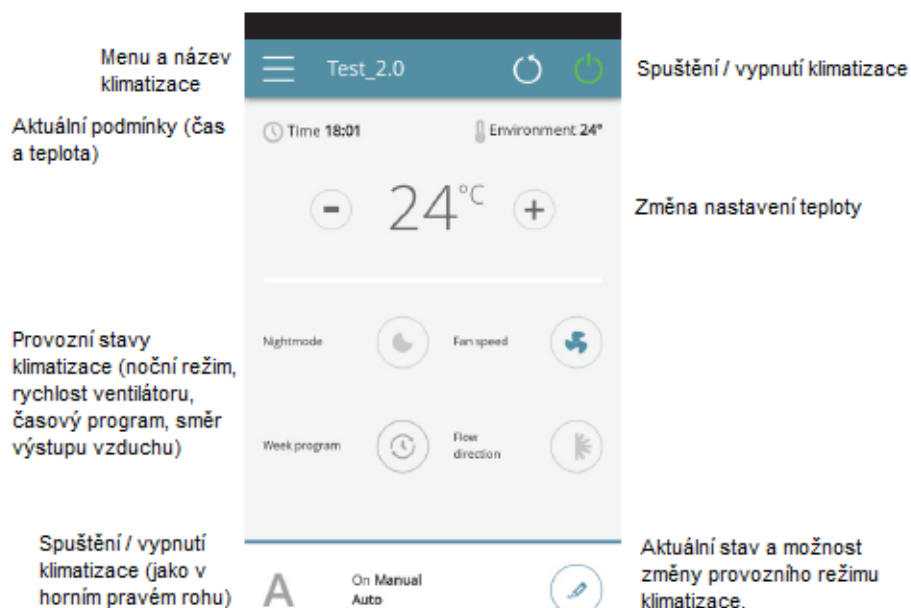 Menu a název
klimatizace
Test_2.0
Spuštění / vypnutí klimatizace
Aktuální podmínky (čas
a teplota)
Time 18:01
Environment 24°
24°C
Změna nastavení teploty
Provozní stavy
klimatizace (noční režim,
rychlost ventilátoru,
časový program, směr
výstupu vzduchu)
Nightmode
Fan speed
Week program
Flow
direction
Spuštění / vypnutí
klimatizace (jako v
horním pravém rohu)
A
On Manual
Auto
Aktuální stav a možnost
změny provozního režimu
klimatizace.